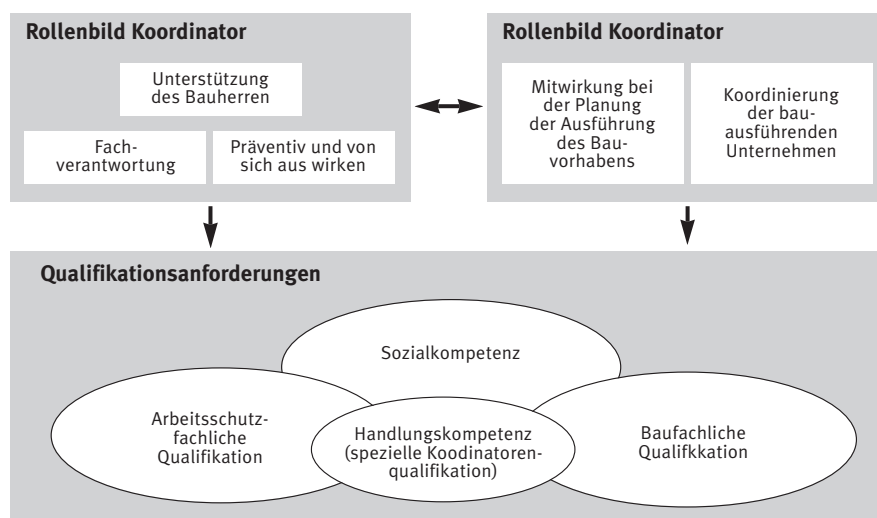 Rollenbild Koordinator
Unterstützung
des Bauherren
Fach-
verantwortung
Präventiv und von
sich aus wirken
Rollenbild Koordinator
Mitwirkung bei
der Planung
der Ausführung
des Bau-
vorhabens
Koordinierung
der bau-
ausführenden
Unternehmen
Qualifikationsanforderungen
Sozialkompetenz
Arbeitsschutz-
fachliche
Qualifikation
Handlungskompetenz
(spezielle Koodinatoren-
qualifikation)
Baufachliche
Qualifkkation